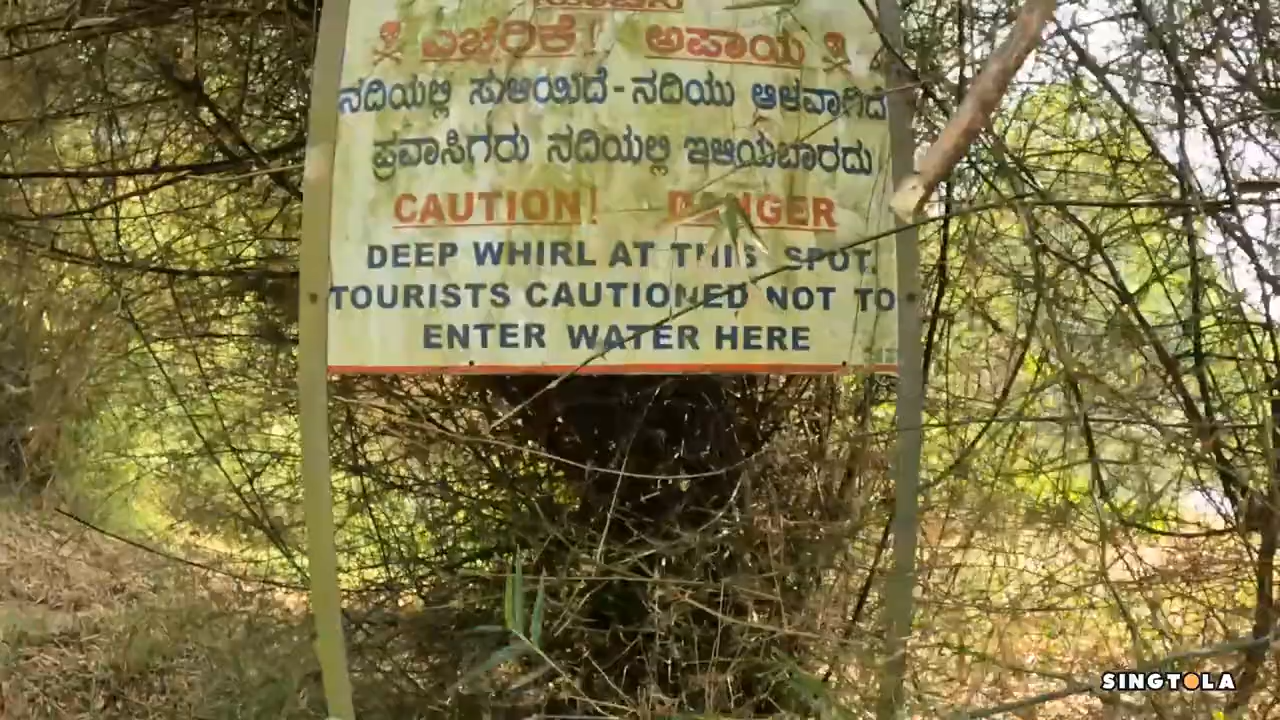 ಎಚ್ಚರಿಕೆ! ಅಪಾಯ
ನದಿಯಲ್ಲಿ ಸುಳಿಯಿದೆ - ನದಿಯು ಆಳವಾಗಿದೆ
ಪ್ರವಾಸಿಗರು ನದಿಯಲ್ಲಿ ಇಳಿಯಬಾರದು
CAUTION! DANGER
DEEP WHIRL AT THIS SPOT.
TOURISTS CAUTIONED NOT TO
ENTER WATER HERE
SINGTOLA